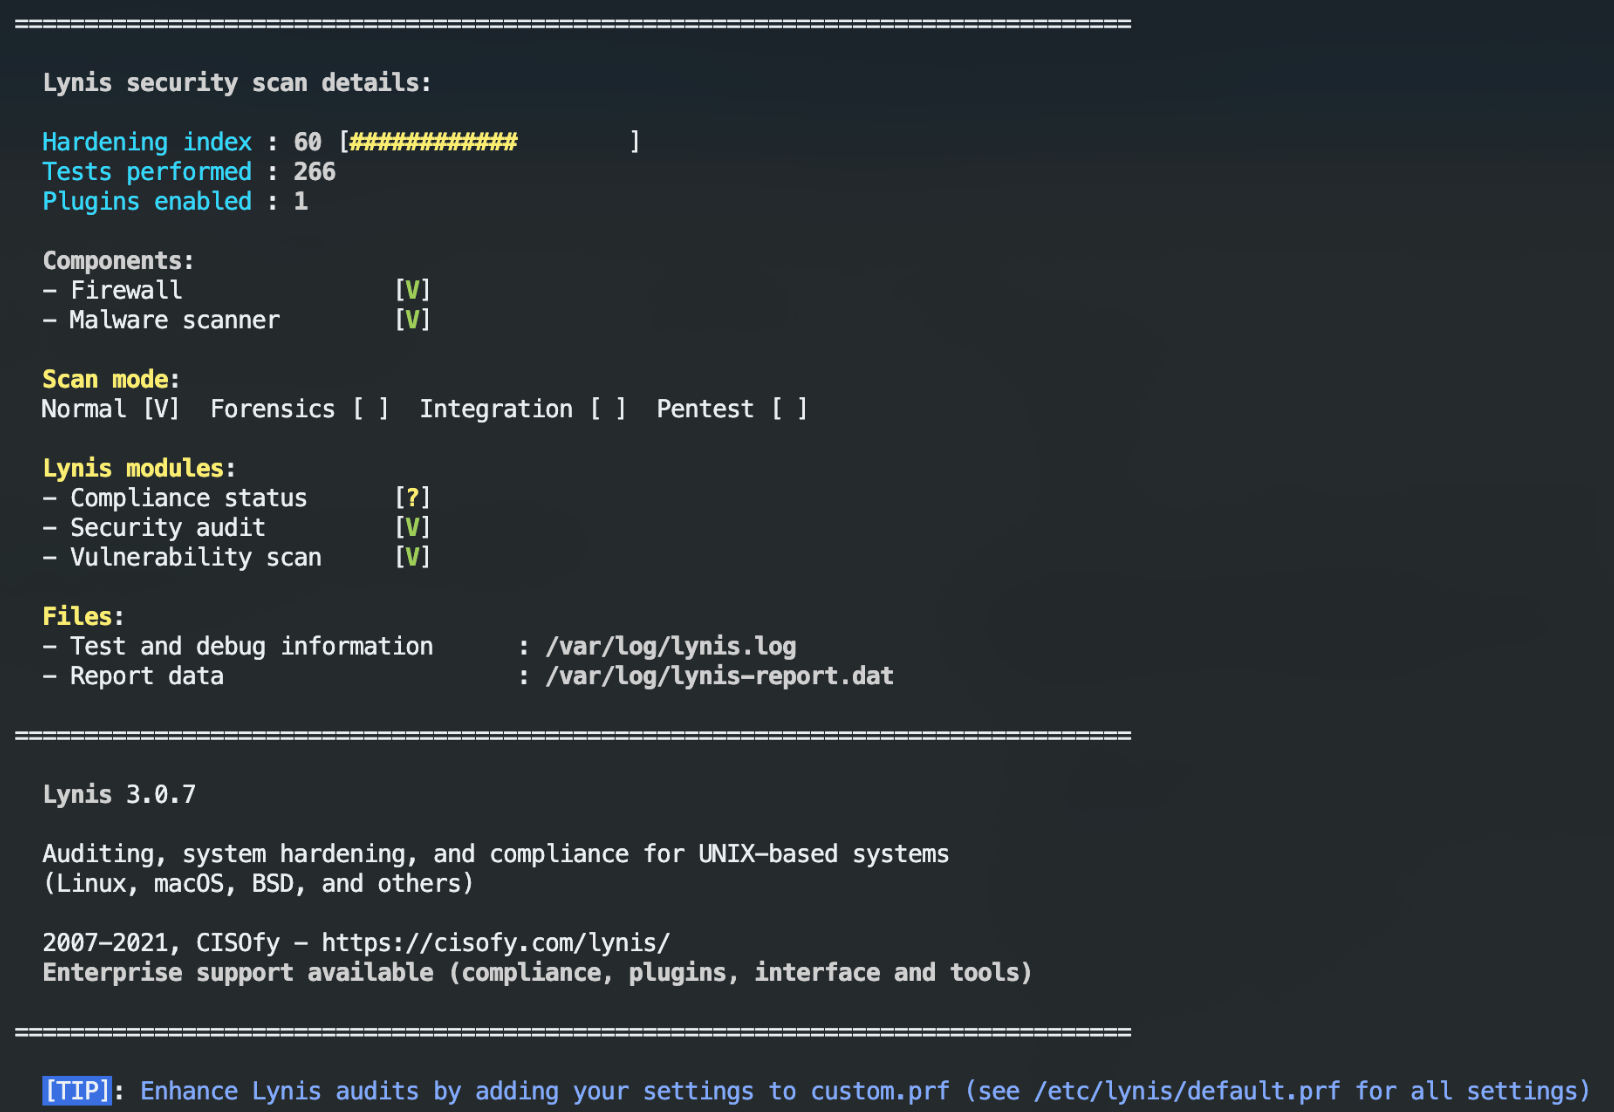 ================================================================================
Lynis security scan details:
Hardening index : 60 [############        ]
Tests performed : 266
Plugins enabled : 1
Components:
- Firewall               [V]
- Malware scanner        [V]
Scan mode:
Normal [V]  Forensics [ ]  Integration [ ]  Pentest [ ]
Lynis modules:
- Compliance status      [?]
- Security audit         [V]
- Vulnerability scan     [V]
Files:
- Test and debug information      : /var/log/lynis.log
- Report data                     : /var/log/lynis-report.dat
================================================================================
Lynis 3.0.7
Auditing, system hardening, and compliance for UNIX-based systems
(Linux, macOS, BSD, and others)
2007-2021, CISOfy - https://cisofy.com/lynis/
Enterprise support available (compliance, plugins, interface and tools)
================================================================================
[TIP]: Enhance Lynis audits by adding your settings to custom.prf (see /etc/lynis/default.prf for all settings)